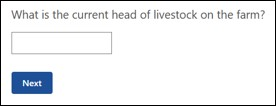 What is the current head of livestock on the farm?
Next